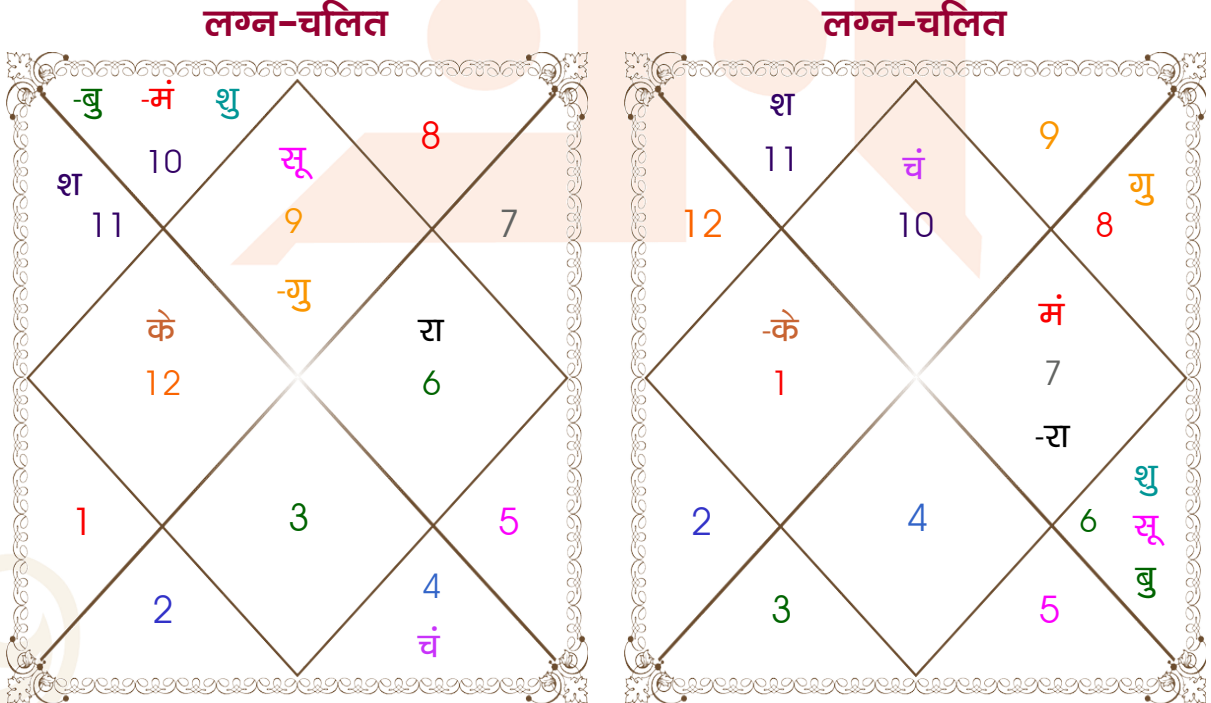 लग्न-चलित
-बु -मं शु
8
सू
10
श
11
9
7
-गु
के
रा
12
6
1
3
5
4
2
चं
लग्न-चलित
श
9
11
चं
गु
12
10
8
मं
-के
1
7
-रा
शु
2
4
6
सू
बु
3
5